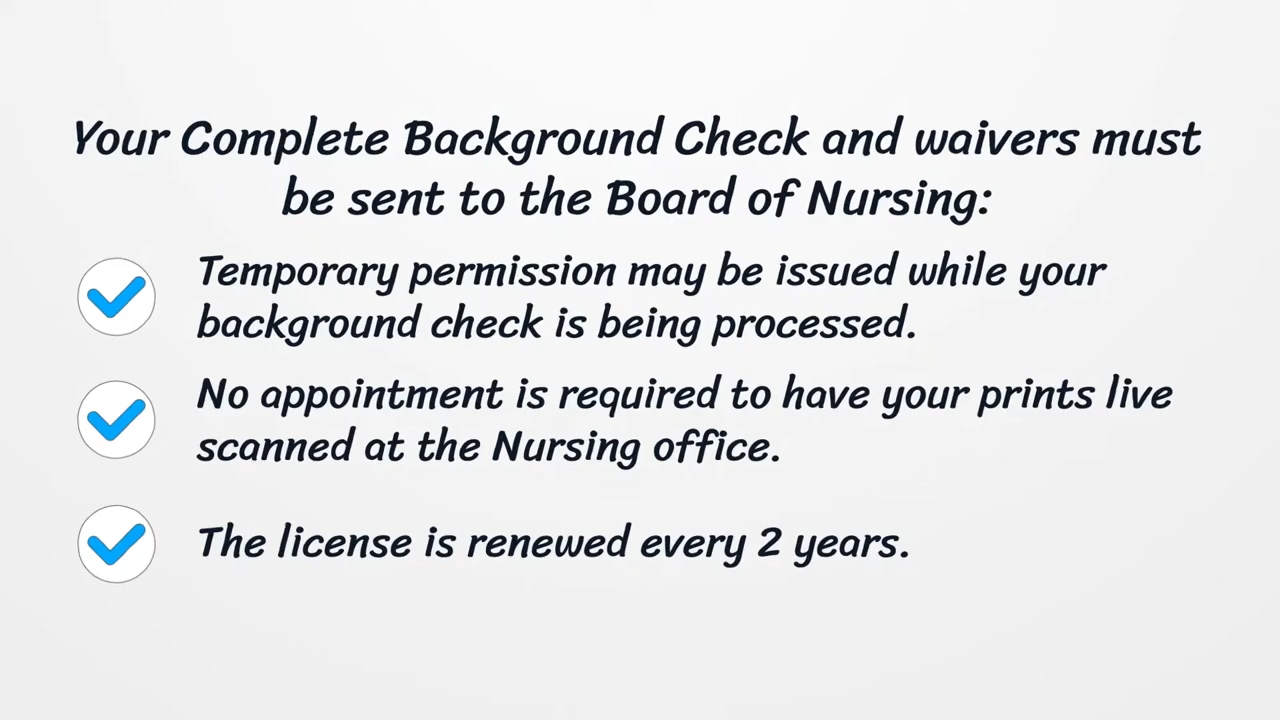 Your Complete Background Check and waivers must
be sent to the Board of Nursing:
Temporary permission may be issued while your
background check is being processed.
No appointment is required to have your prints live
scanned at the Nursing office.
The license is renewed every 2 years.